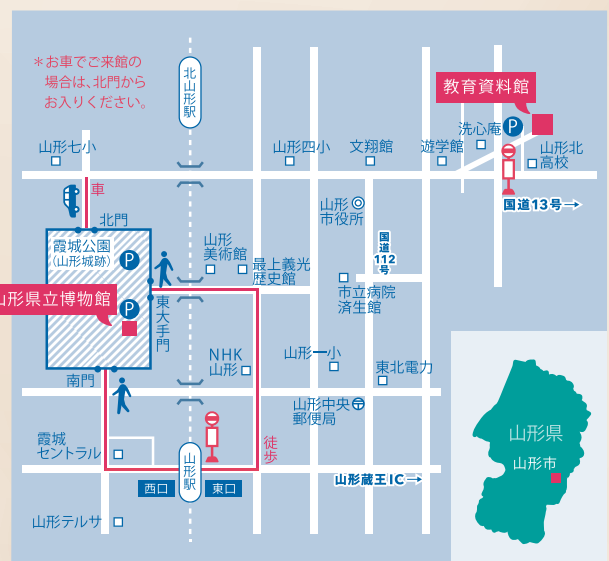 ＊お車でご来館の
場合は、北門から
お入りください。
北山形駅
教育資料館
洗心庵
P
山形七小
山形四小
文翔館
遊学館
山形北
高校
車
国道13号→
北門
山形
市役所
霞城公園
（山形城跡）
P
国道
112
号
山形
美術館
最上義光
歴史館
市立病院
済生館
山形県立博物館
P
東大手門
NHK
山形
山形一小
東北電力
南門
山形中央
郵便局
霞城
セントラル
徒歩
山形駅
西口
東口
山形蔵王IC→
山形テルサ
山形県
山形市